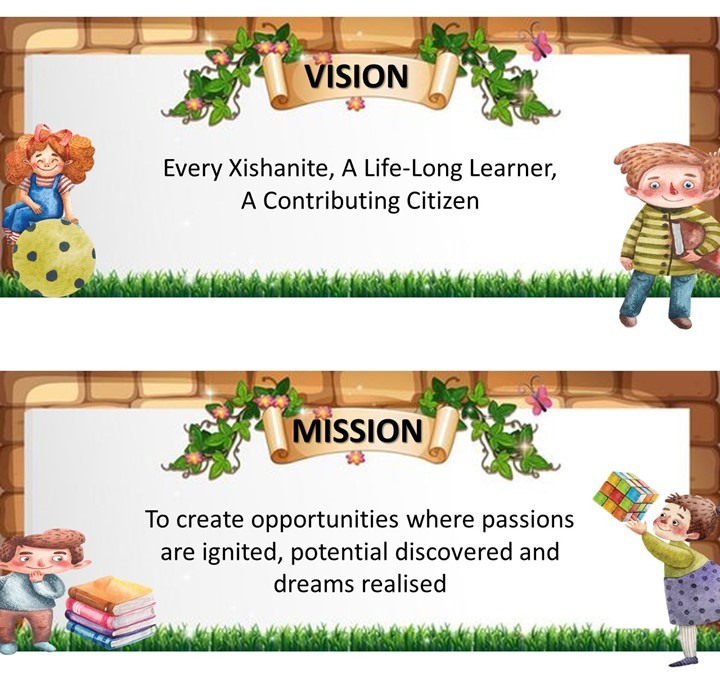 VISION
Every Xishanite, A Life-Long Learner,
A Contributing Citizen
MISSION
To create opportunities where passions
are ignited, potential discovered and
dreams realised